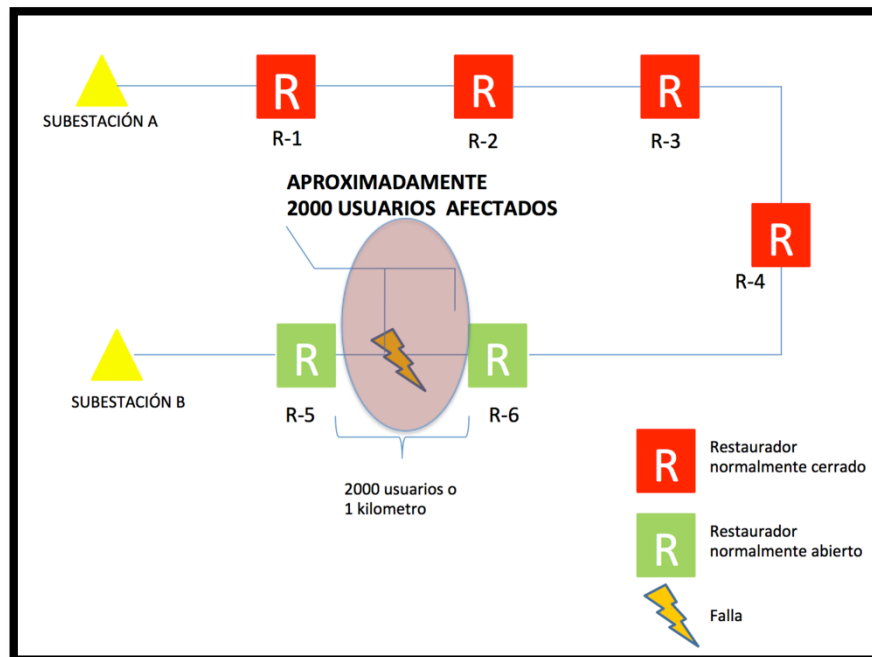 R
R
R
SUBESTACIÓN A
R-1
R-2
R-3
APROXIMADAMENTE
2000 USUARIOS AFECTADOS
R
R-4
R
R
SUBESTACIÓN B
R-5
R-6
2000 usuarios o
1 kilometro
R
Restaurador
normalmente cerrado
R
Restaurador
normalmente abierto
Falla